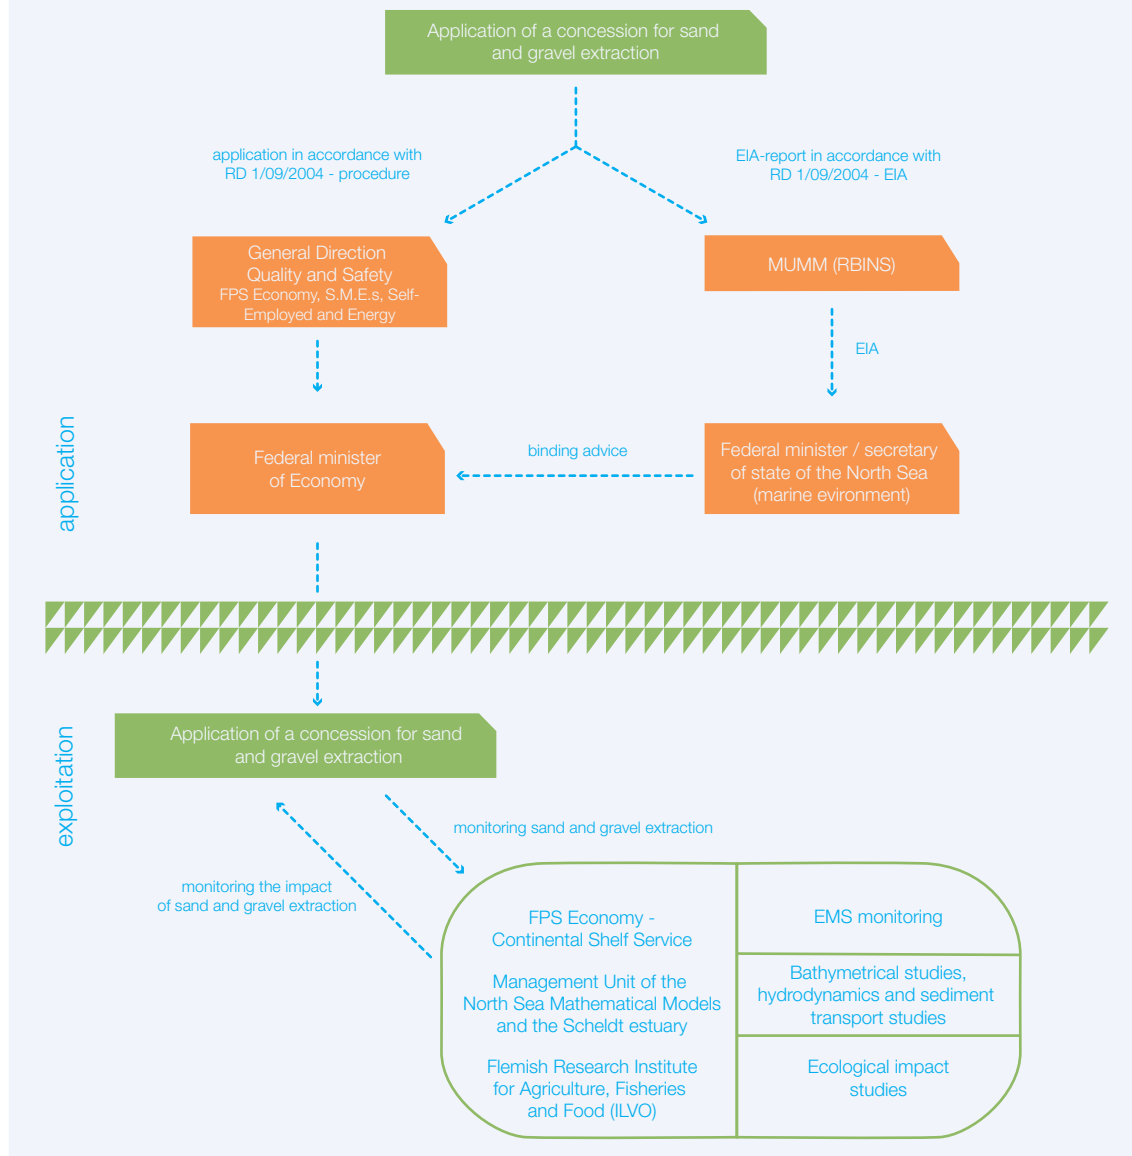 Application of a concession for sand
and gravel extraction
application in accordance with
RD 1/09/2004 - procedure
EIA-report in accordance with
RD 1/09/2004 - EIA
General Direction
Quality and Safety
FPS Economy, S.M.E.s, Self-
Employed and Energy
MUMM (RBINS)
EIA
application
Federal minister
of Economy
binding advice
Federal minister / secretary
of state of the North Sea
(marine evironment)
exploitation
Application of a concession for sand
and gravel extraction
monitoring sand and gravel extraction
monitoring the impact
of sand and gravel extraction
FPS Economy -
Continental Shelf Service
Management Unit of the
North Sea Mathematical Models
and the Scheldt estuary
Flemish Research Institute
for Agriculture, Fisheries
and Food (ILVO)
EMS monitoring
Bathymetrical studies,
hydrodynamics and sediment
transport studies
Ecological impact
studies